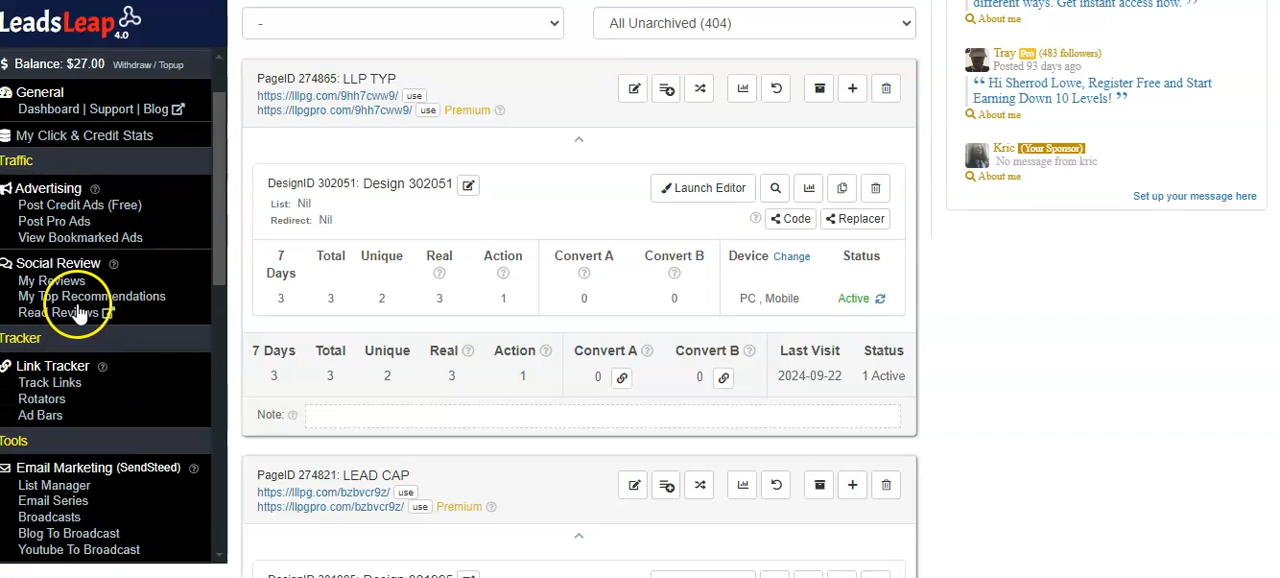 LeadsLeap 4.0
$ Balance: $27.00 Withdraw / Topup
General
Dashboard | Support | Blog
My Click & Credit Stats
Traffic
Advertising
Post Credit Ads (Free)
Post Pro Ads
View Bookmarked Ads
Social Review
My Reviews
My Top Recommendations
Read Reviews
Tracker
Link Tracker
Track Links
Rotators
Ad Bars
Tools
Email Marketing (SendSteed)
List Manager
Email Series
Broadcasts
Blog To Broadcast
Youtube To Broadcast
- All Unarchived (404)
PageID 274865: LLP TYP
https://llpg.com/9hh7cww9/ use
https://llpgpro.com/9hh7cww9/ use Premium
DesignID 302051: Design 302051
List: Nil
Redirect: Nil
Launch Editor
Code Replacer
7 Days Total Unique Real Action Convert A Convert B Device Change Status
3 3 2 3 1 0 0 PC , Mobile Active
7 Days Total Unique Real Action Convert A Convert B Last Visit Status
3 3 2 3 1 0 0 2024-09-22 1 Active
Note:
PageID 274821: LEAD CAP
https://llpg.com/bzbvcr9z/ use
https://llpgpro.com/bzbvcr9z/ use Premium
different ways. Get instant access now. ”
About me
Tray Pro (483 followers)
Posted 93 days ago
“ Hi Sherrod Lowe, Register Free and Start
Earning Down 10 Levels! ”
About me
Kric (Your Sponsor)
No message from kric
About me
Set up your message here